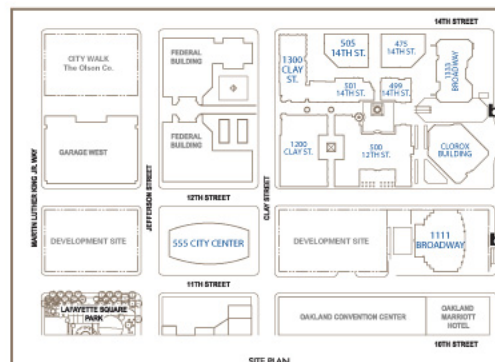 14TH STREET
CITY WALK
The Olsen Co.
FEDERAL
BUILDING
1300
CLAY
ST.
505
14TH ST.
475
14TH ST.
1333
BROADWAY
501
14TH ST.
499
14TH ST.
GARAGE WEST
FEDERAL
BUILDING
1200
CLAY ST.
500
12TH ST.
CLOROX
BUILDING
MARTIN LUTHER KING JR. WAY
JEFFERSON STREET
CLAY STREET
12TH STREET
DEVELOPMENT SITE
555 CITY CENTER
DEVELOPMENT SITE
1111
BROADWAY
11TH STREET
LAFAYETTE SQUARE
PARK
OAKLAND CONVENTION CENTER
OAKLAND
MARRIOTT
HOTEL
10TH STREET
SITE PLAN